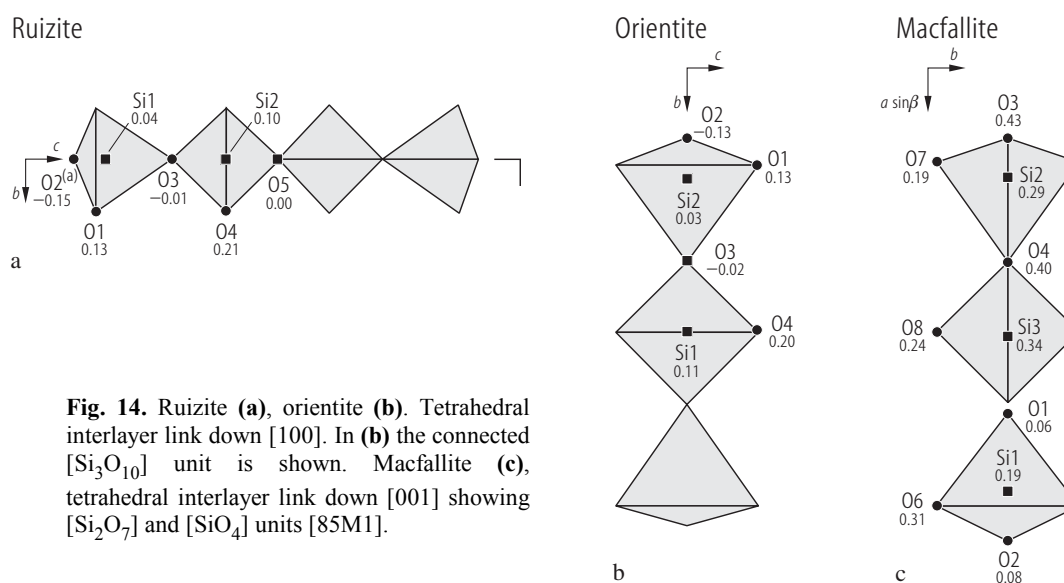 Ruizite
Si1
0.04
Si2
0.10
c
b
O2(a)
−0.15
O3
−0.01
O5
0.00
O1
0.13
O4
0.21
a
Fig. 14. Ruizite (a), orientite (b). Tetrahedral
interlayer link down [100]. In (b) the connected
[Si3O10] unit is shown. Macfallite (c),
tetrahedral interlayer link down [001] showing
[Si2O7] and [SiO4] units [85M1].
Orientite
c
b
O2
−0.13
O1
0.13
Si2
0.03
O3
−0.02
O4
0.20
Si1
0.11
b
Macfallite
b
a sinβ
O3
0.43
O7
0.19
Si2
0.29
O4
0.40
O8
0.24
Si3
0.34
O1
0.06
Si1
0.19
O6
0.31
O2
0.08
c